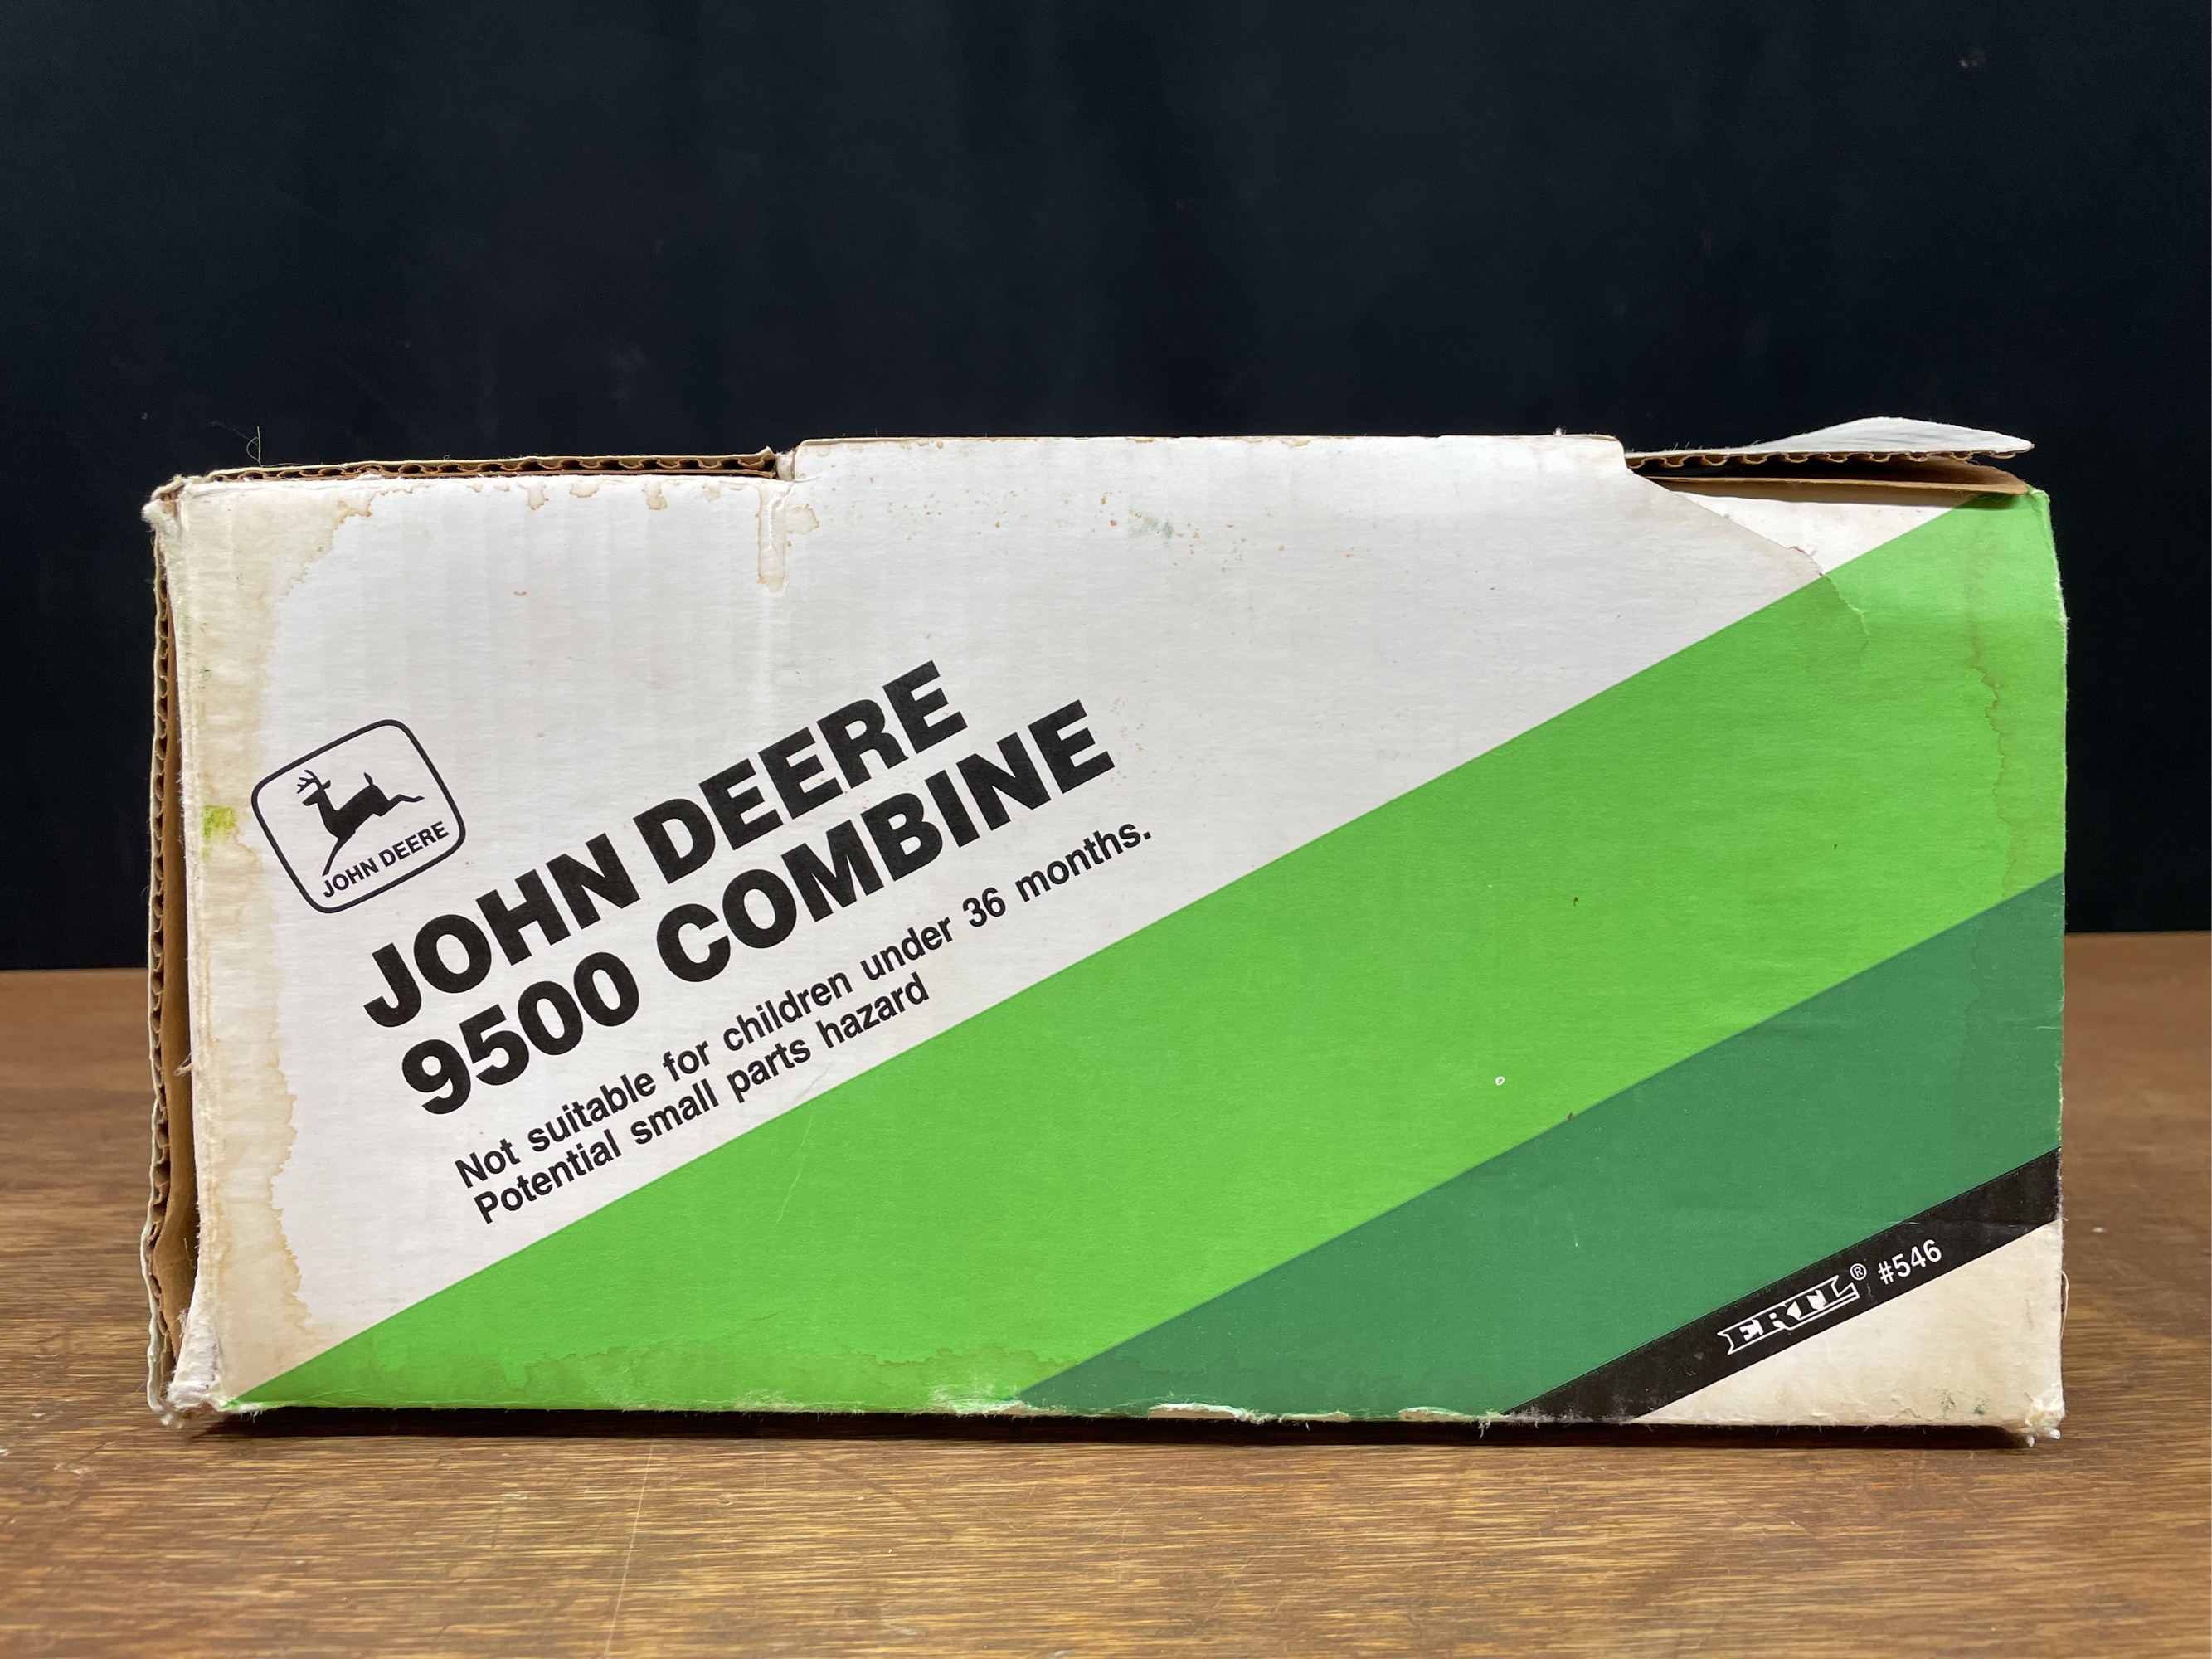 JOHN DEERE
JOHN DEERE
9500 COMBINE
Not suitable for children under 36 months.
Potential small parts hazard
ERTL® #546